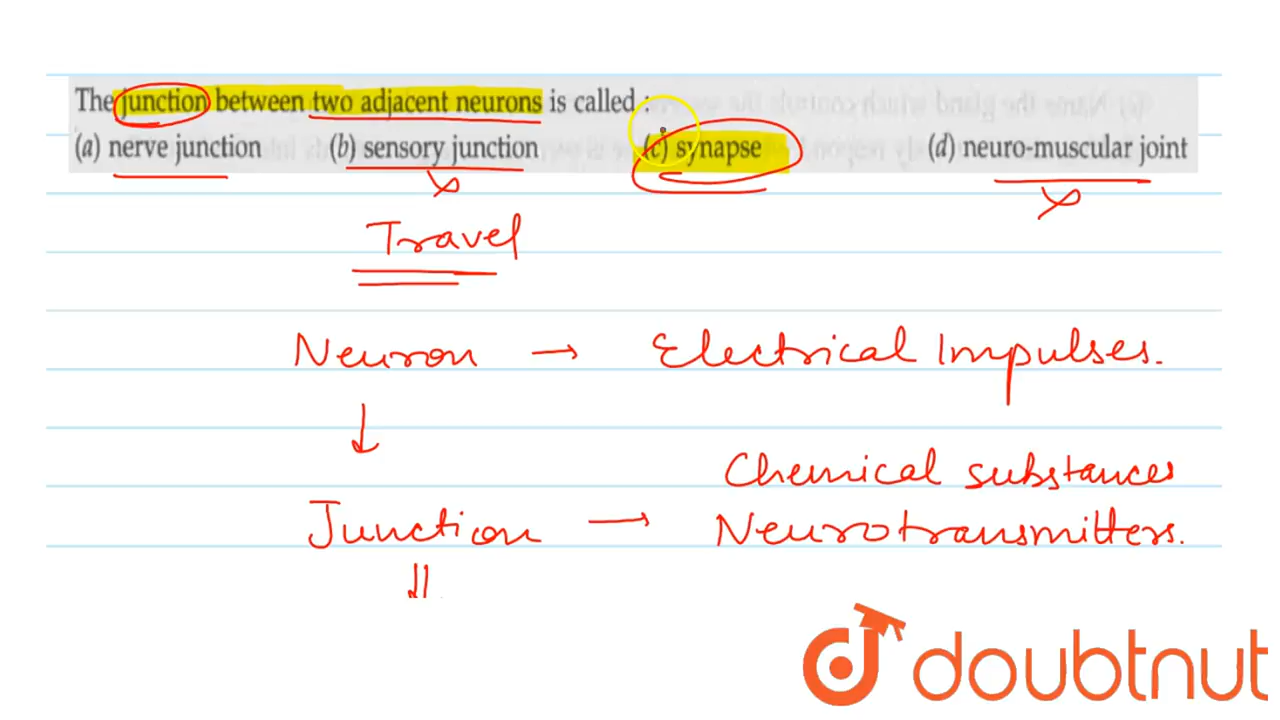 The junction between two adjacent neurons is called :
(a) nerve junction (b) sensory junction (c) synapse (d) neuro-muscular joint
Travel
Neuron → Electrical Impulses.
↓
Chemical substances
Junction → Neurotransmitters.
doubtnut